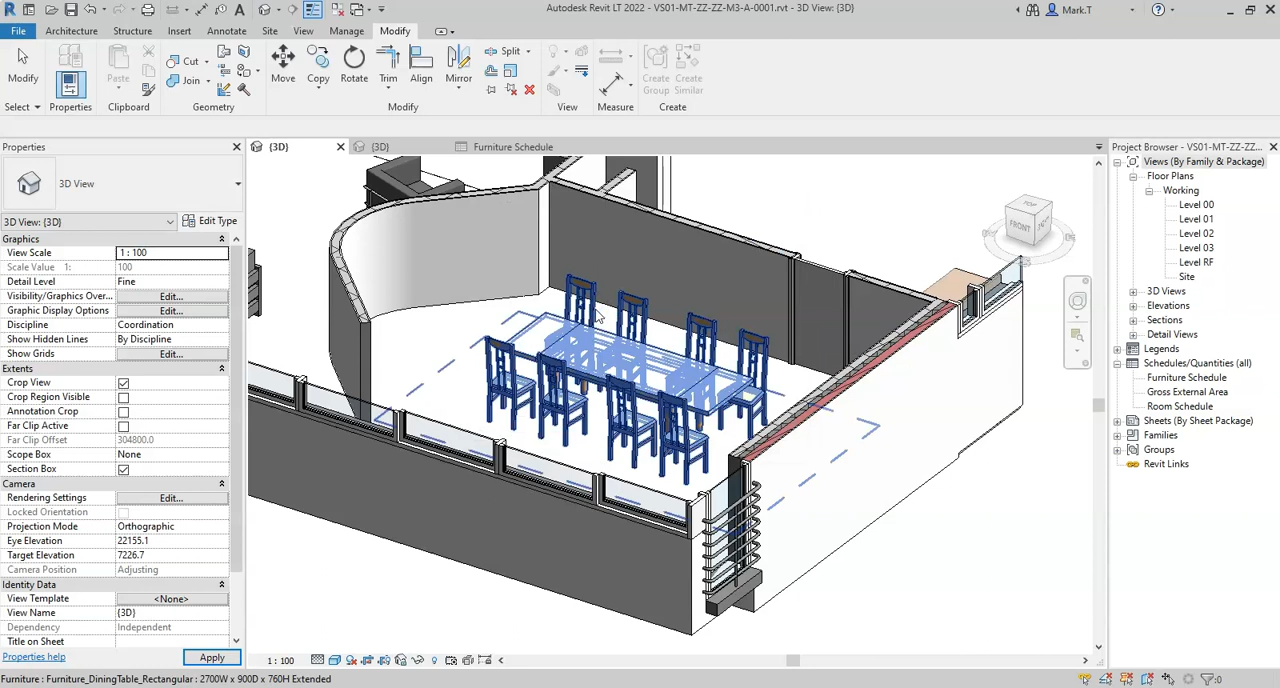 Autodesk Revit LT 2022 - VS01-MT-ZZ-ZZ-M3-A-0001.rvt - 3D View: {3D}
Mark.T
File
Architecture
Structure
Insert
Annotate
Site
View
Manage
Modify
Modify
Paste
Cut
Join
Move
Copy
Rotate
Trim
Align
Mirror
Split
Create
Group
Create
Similar
Select
Properties
Clipboard
Geometry
Modify
View
Measure
Create
Properties
{3D}
{3D}
Furniture Schedule
Project Browser - VS01-MT-ZZ-ZZ...
3D View
3D View: {3D}
Edit Type
Graphics
View Scale
1 : 100
Scale Value 1:
100
Detail Level
Fine
Visibility/Graphics Over...
Edit...
Graphic Display Options
Edit...
Discipline
Coordination
Show Hidden Lines
By Discipline
Show Grids
Edit...
Extents
Crop View
Crop Region Visible
Annotation Crop
Far Clip Active
Far Clip Offset
304800.0
Scope Box
None
Section Box
Camera
Rendering Settings
Edit...
Locked Orientation
Projection Mode
Orthographic
Eye Elevation
22155.1
Target Elevation
7226.7
Camera Position
Adjusting
Identity Data
View Template
<None>
View Name
{3D}
Dependency
Independent
Title on Sheet
Properties help
Apply
TOP
FRONT
1 : 100
Views (By Family & Package)
Floor Plans
Working
Level 00
Level 01
Level 02
Level 03
Level RF
Site
3D Views
Elevations
Sections
Detail Views
Legends
Schedules/Quantities (all)
Furniture Schedule
Gross External Area
Room Schedule
Sheets (By Sheet Package)
Families
Groups
Revit Links
Furniture : Furniture_DiningTable_Rectangular : 2700W x 900D x 760H Extended
:0